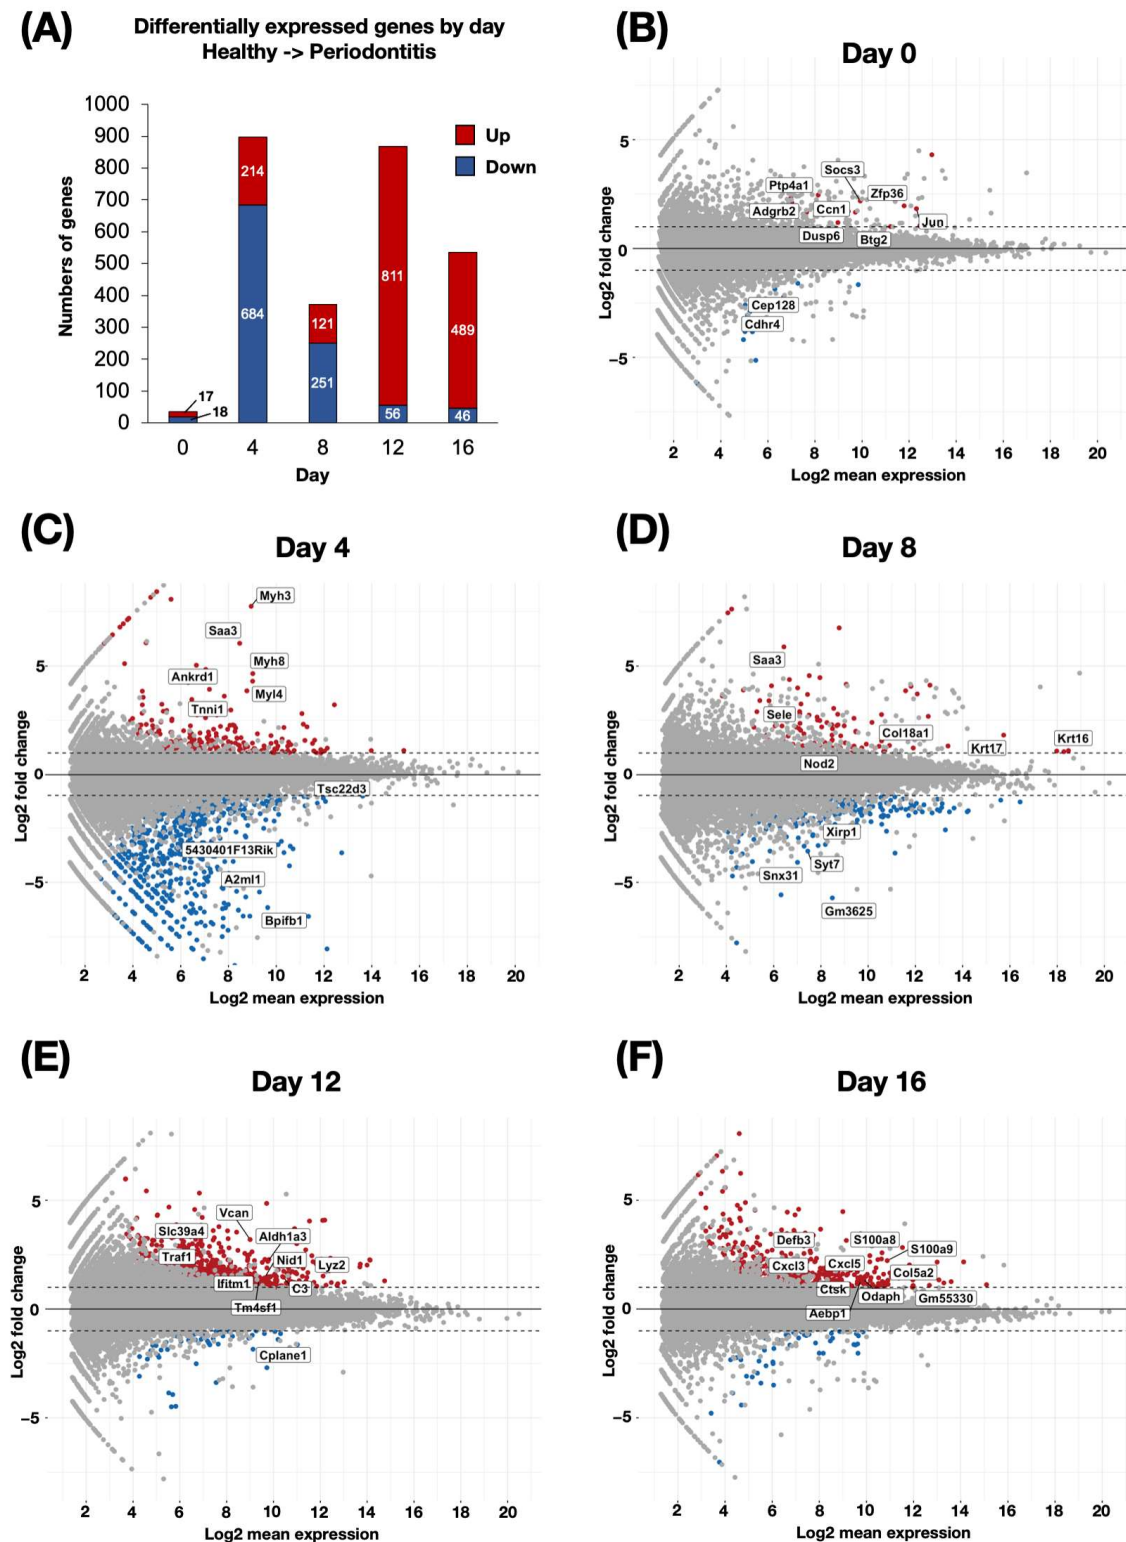 (A)
Differentially expressed genes by day
Healthy -> Periodontitis
Numbers of genes
1000
900
800
700
600
500
400
300
200
100
0
Up
Down
17
18
214
684
121
251
811
56
489
46
0 4 8 12 16
Day
(B)
Day 0
Log2 fold change
5
0
−5
Socs3
Ptp4a1
Zfp36
Adgrb2
Ccn1
Jun
Dusp6
Btg2
Cep128
Cdhr4
2 4 6 8 10 12 14 16 18 20
Log2 mean expression
(C)
Day 4
Log2 fold change
5
0
−5
Myh3
Saa3
Myh8
Ankrd1
Myl4
Tnni1
Tsc22d3
5430401F13Rik
A2ml1
Bpifb1
2 4 6 8 10 12 14 16 18 20
Log2 mean expression
(D)
Day 8
Log2 fold change
5
0
−5
Saa3
Sele
Col18a1
Krt17
Krt16
Nod2
Xirp1
Syt7
Snx31
Gm3625
2 4 6 8 10 12 14 16 18 20
Log2 mean expression
(E)
Day 12
Log2 fold change
5
0
−5
Vcan
Slc39a4
Aldh1a3
Traf1
Nid1
Lyz2
Ifitm1
C3
Tm4sf1
Cplane1
2 4 6 8 10 12 14 16 18 20
Log2 mean expression
(F)
Day 16
Log2 fold change
5
0
−5
Defb3
S100a8
S100a9
Cxcl3
Cxcl5
Col5a2
Ctsk
Odaph
Gm55330
Aebp1
2 4 6 8 10 12 14 16 18 20
Log2 mean expression